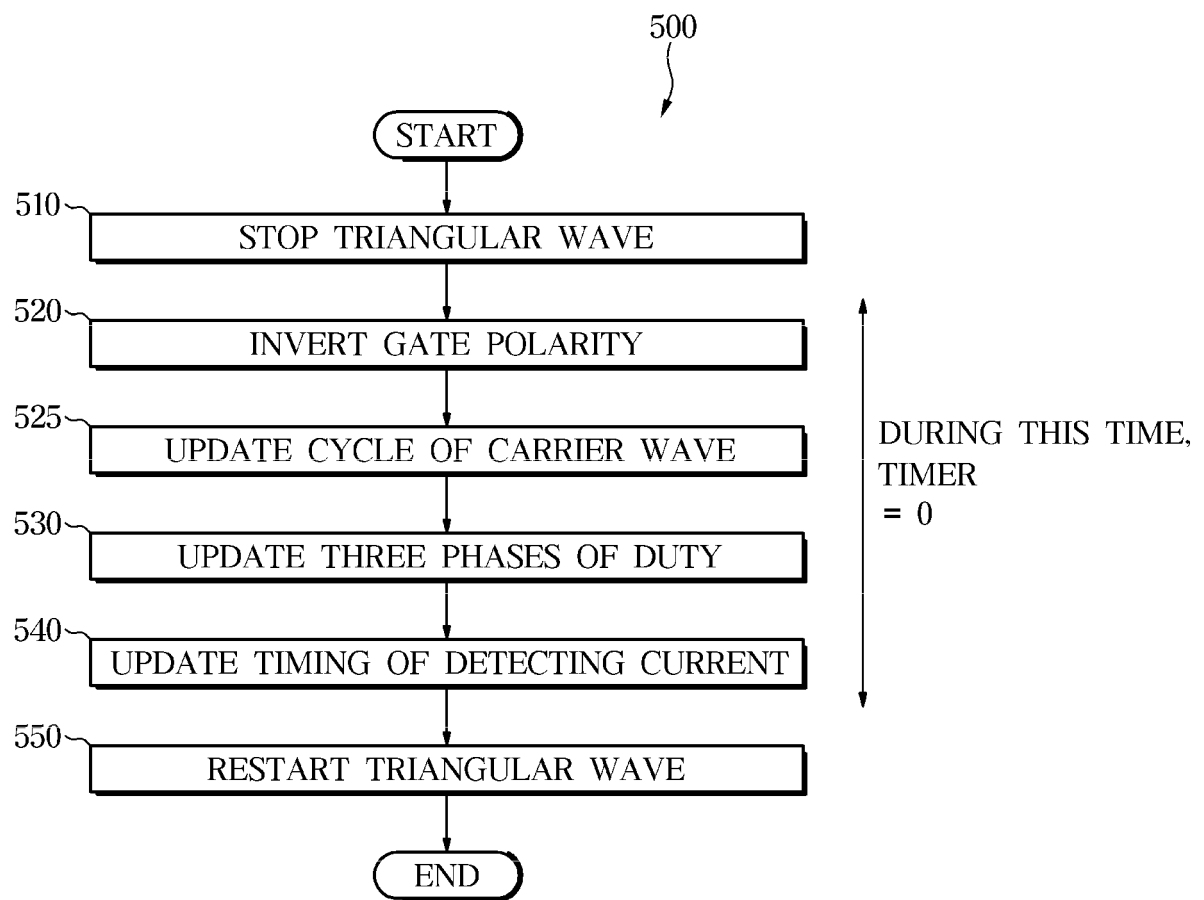 500
START
510
STOP TRIANGULAR WAVE
520
INVERT GATE POLARITY
525
UPDATE CYCLE OF CARRIER WAVE
DURING THIS TIME,
TIMER
= 0
530
UPDATE THREE PHASES OF DUTY
540
UPDATE TIMING OF DETECTING CURRENT
550
RESTART TRIANGULAR WAVE
END